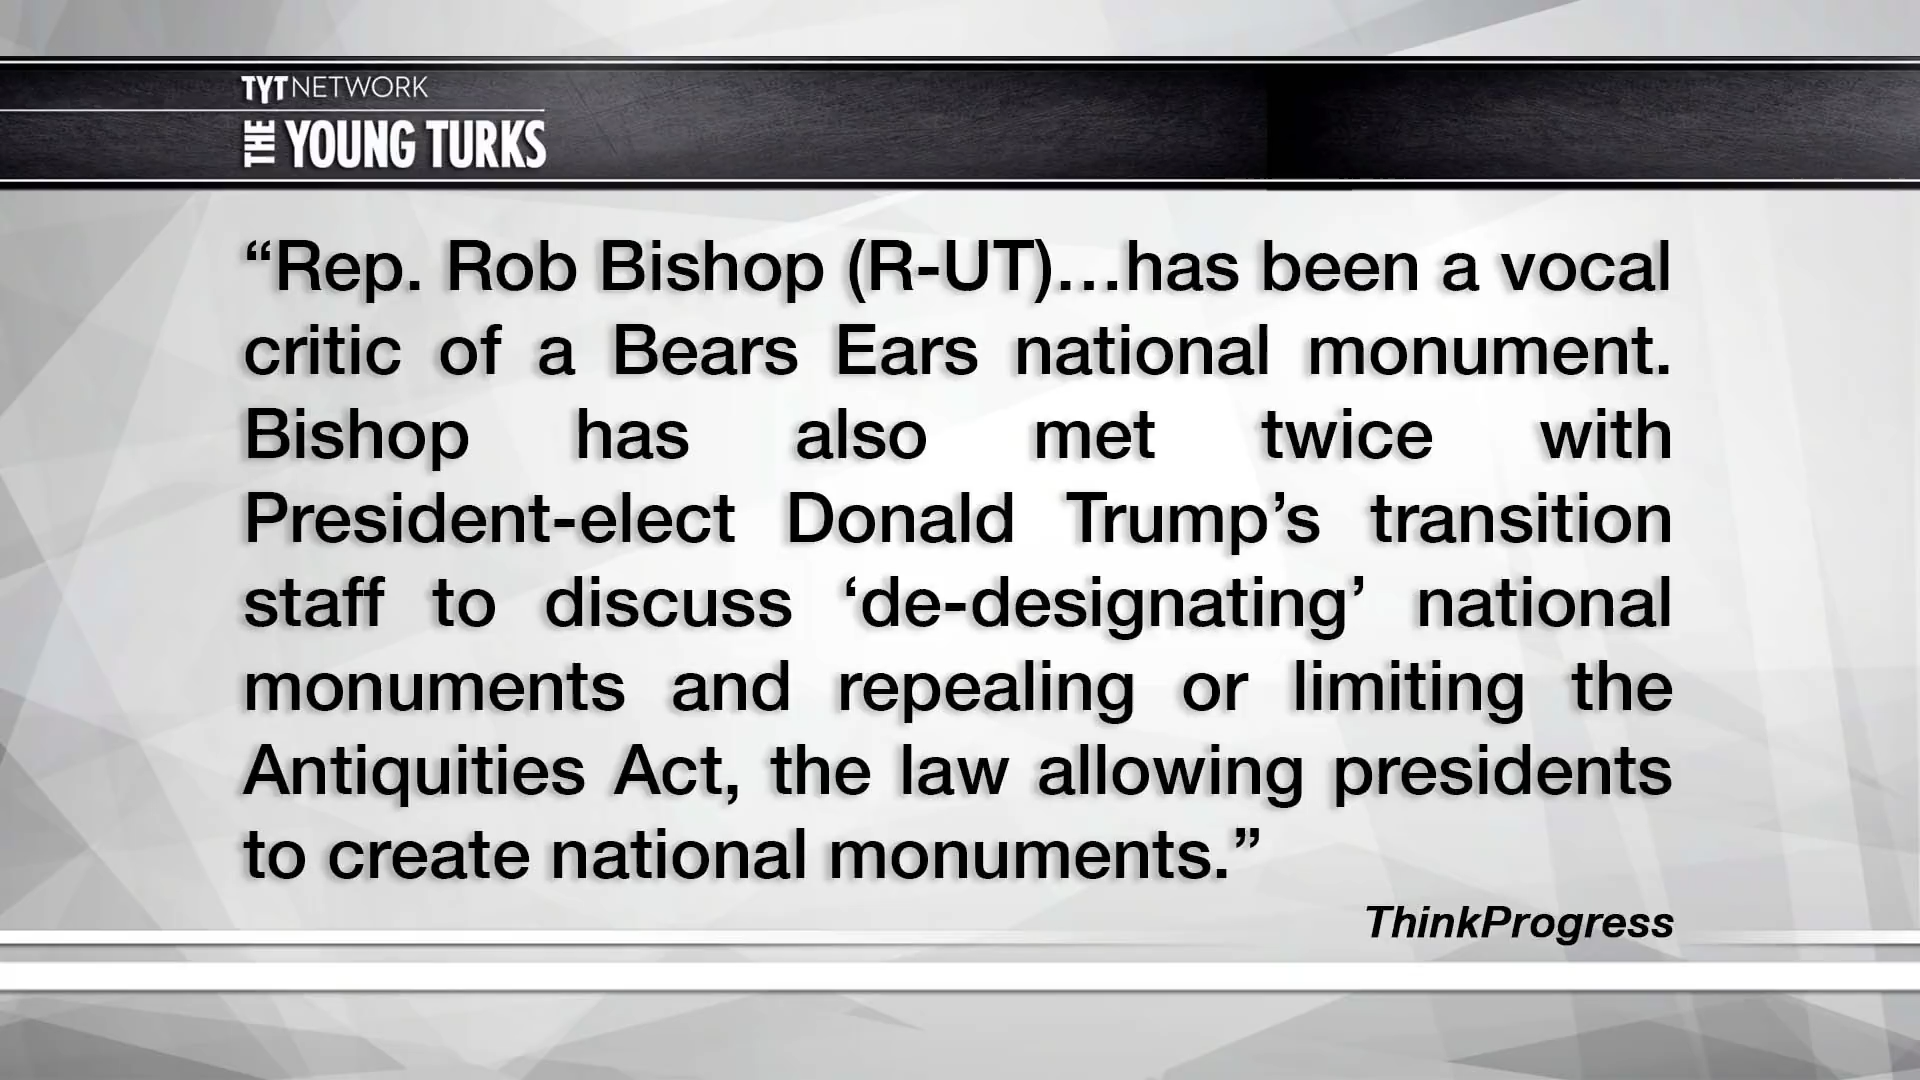 TYT NETWORK
THE YOUNG TURKS
“Rep. Rob Bishop (R-UT)…has been a vocal
critic of a Bears Ears national monument.
Bishop has also met twice with
President-elect Donald Trump’s transition
staff to discuss ‘de-designating’ national
monuments and repealing or limiting the
Antiquities Act, the law allowing presidents
to create national monuments.”
ThinkProgress